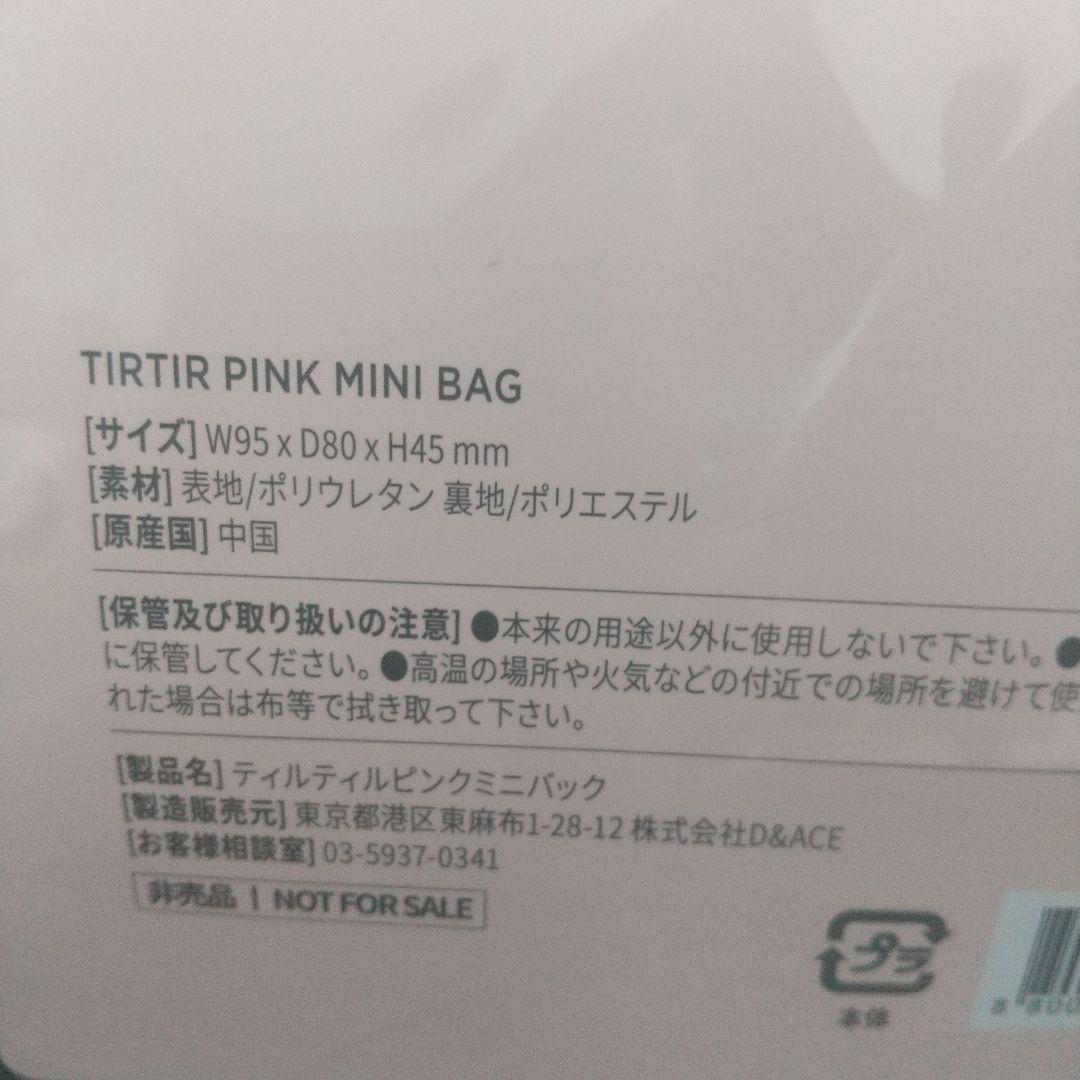 TIRTIR PINK MINI BAG
[サイズ] W95 x D80 x H45 mm
[素材] 表地/ポリウレタン 裏地/ポリエステル
[原産国] 中国
[保管及び取り扱いの注意] ●本来の用途以外に使用しないで下さい。●
に保管してください。●高温の場所や火気などの付近での場所を避けて使
れた場合は布等で拭き取って下さい。
[製品名] ティルティルピンクミニバック
[製造販売元] 東京都港区東麻布1-28-12 株式会社D&ACE
[お客様相談室] 03-5937-0341
非売品 | NOT FOR SALE
プラ
本体
8 800